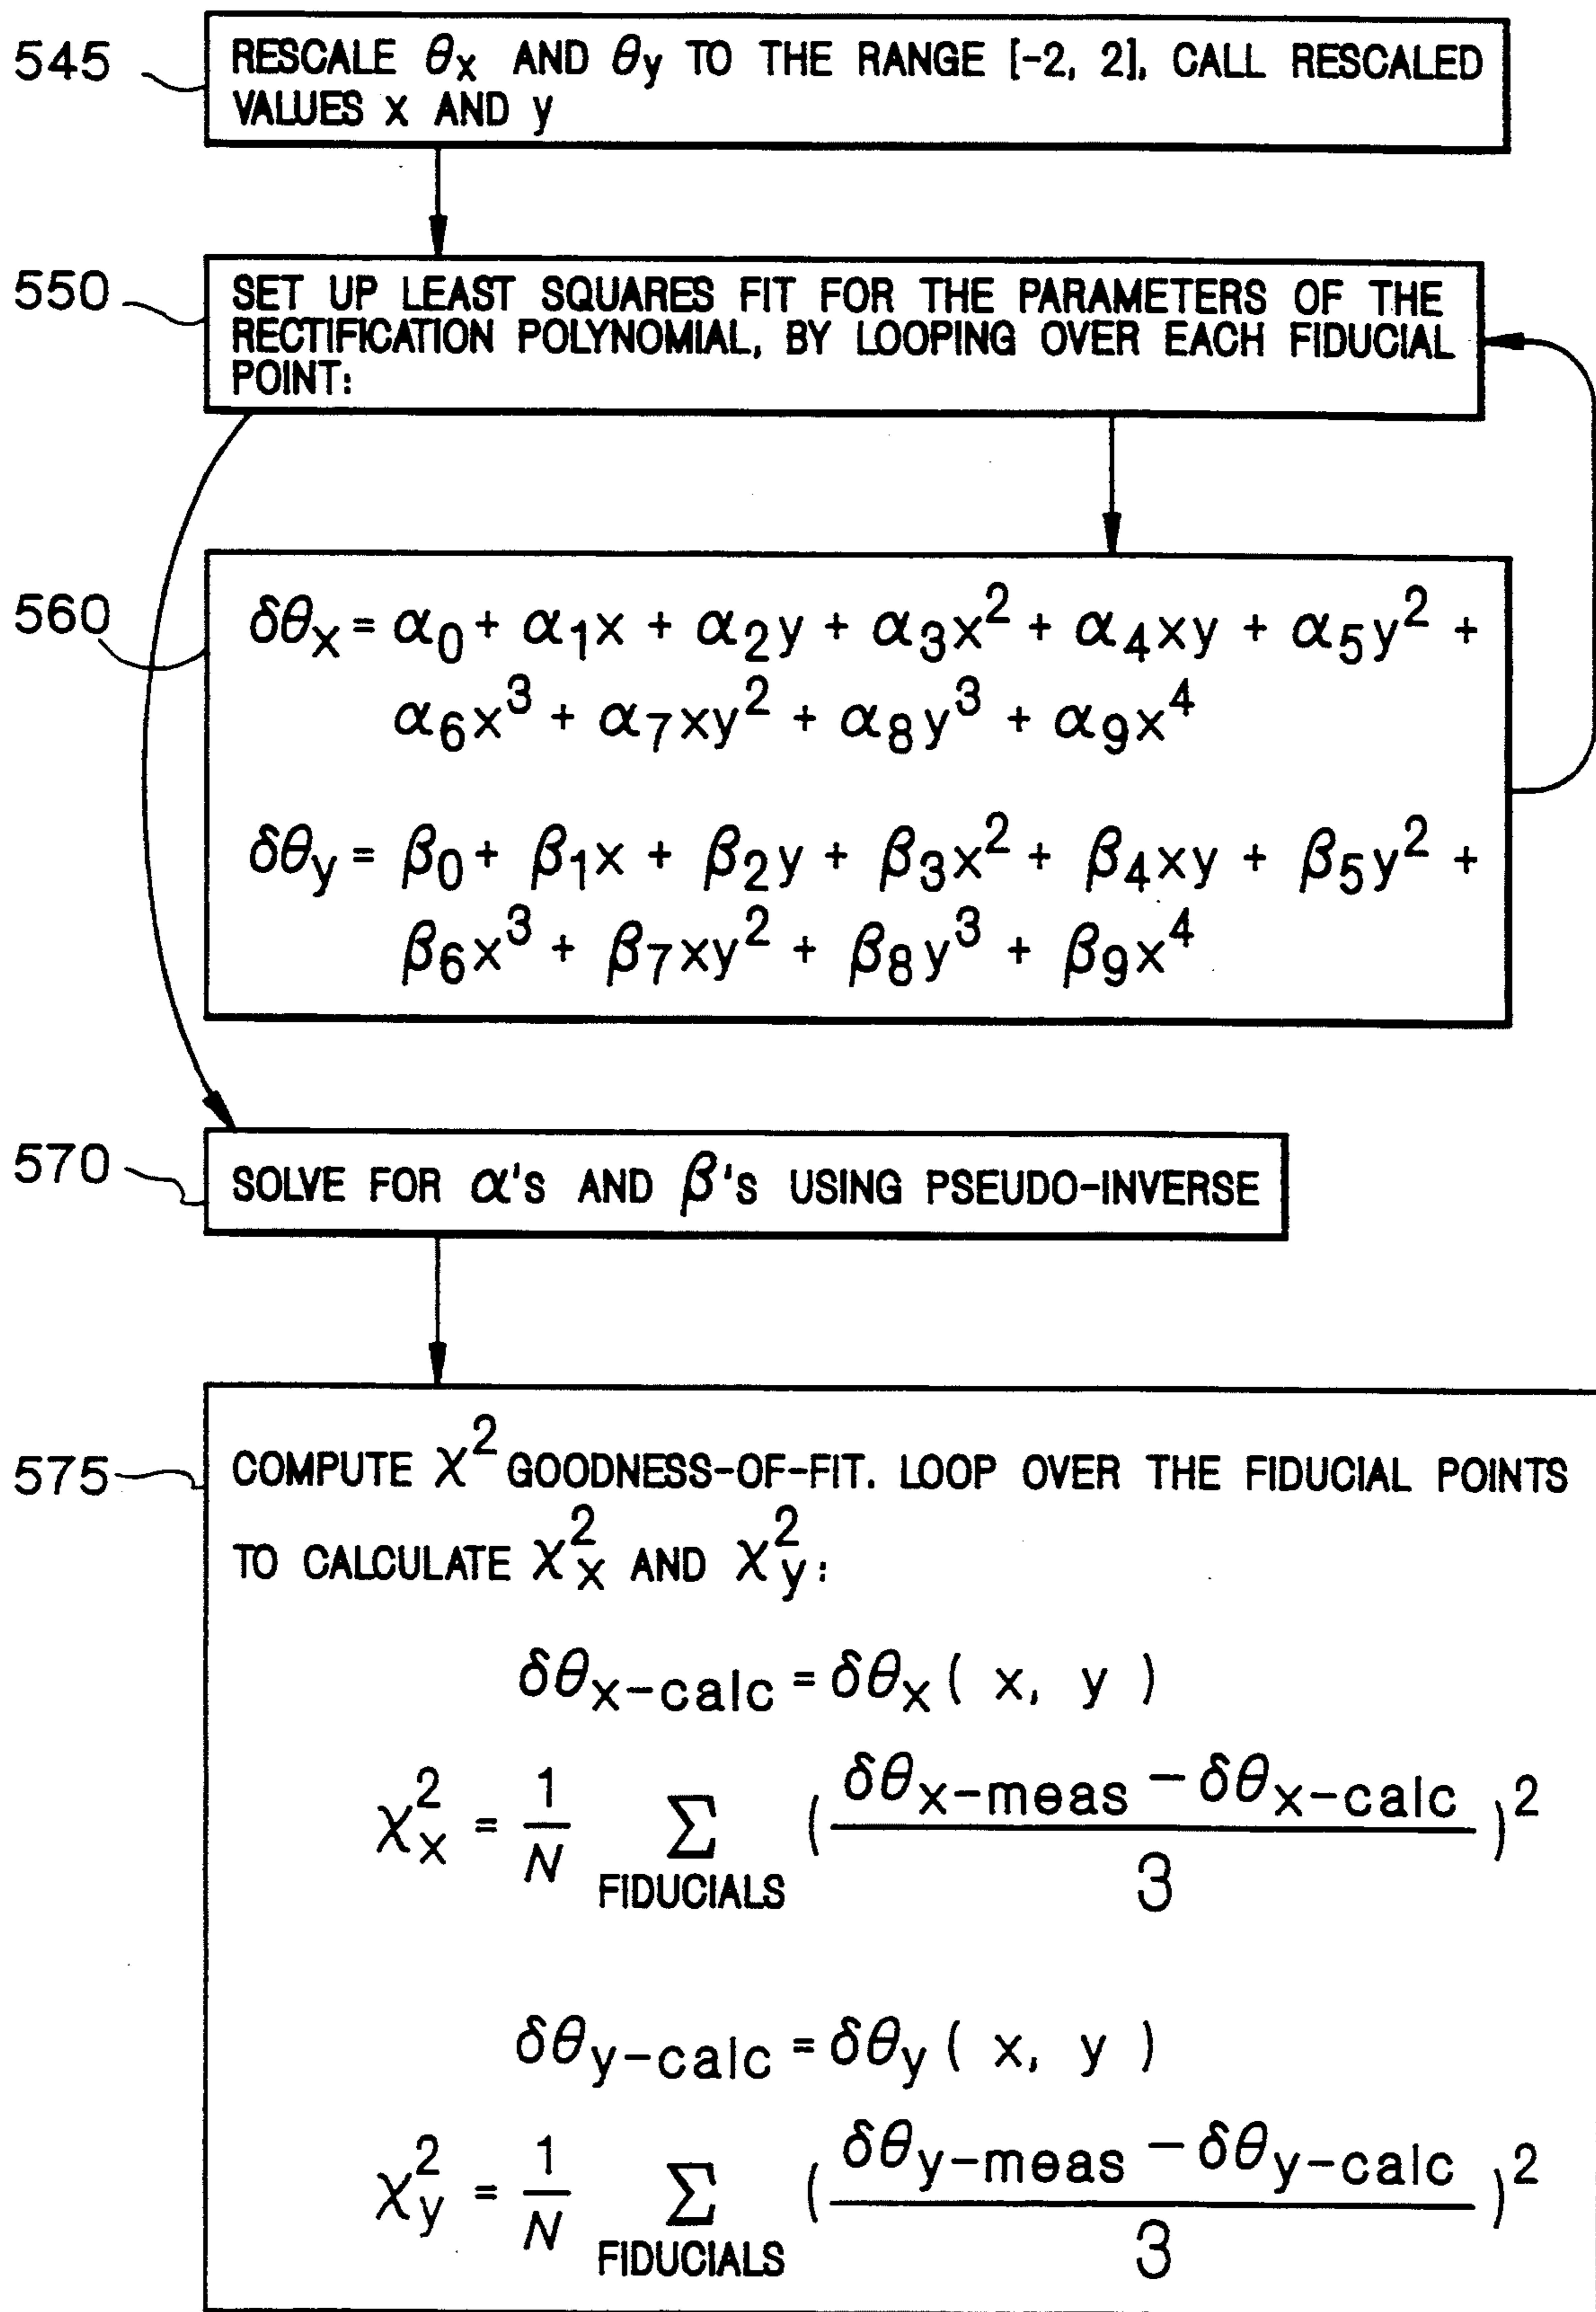 545
RESCALE θx AND θy TO THE RANGE [-2, 2], CALL RESCALED
VALUES x AND y
550
SET UP LEAST SQUARES FIT FOR THE PARAMETERS OF THE
RECTIFICATION POLYNOMIAL, BY LOOPING OVER EACH FIDUCIAL
POINT:
560
δθx = α0 + α1x + α2y + α3x² + α4xy + α5y² +
α6x³ + α7xy² + α8y³ + α9x⁴
δθy = β0 + β1x + β2y + β3x² + β4xy + β5y² +
β6x³ + β7xy² + β8y³ + β9x⁴
570
SOLVE FOR α's AND β's USING PSEUDO-INVERSE
575
COMPUTE χ² GOODNESS-OF-FIT. LOOP OVER THE FIDUCIAL POINTS
TO CALCULATE χ²x AND χ²y:
δθx-calc = δθx ( x, y )
χ²x = 1/N Σ FIDUCIALS ( (δθx-meas − δθx-calc) / 3 )²
δθy-calc = δθy ( x, y )
χ²y = 1/N Σ FIDUCIALS ( (δθy-meas − δθy-calc) / 3 )²